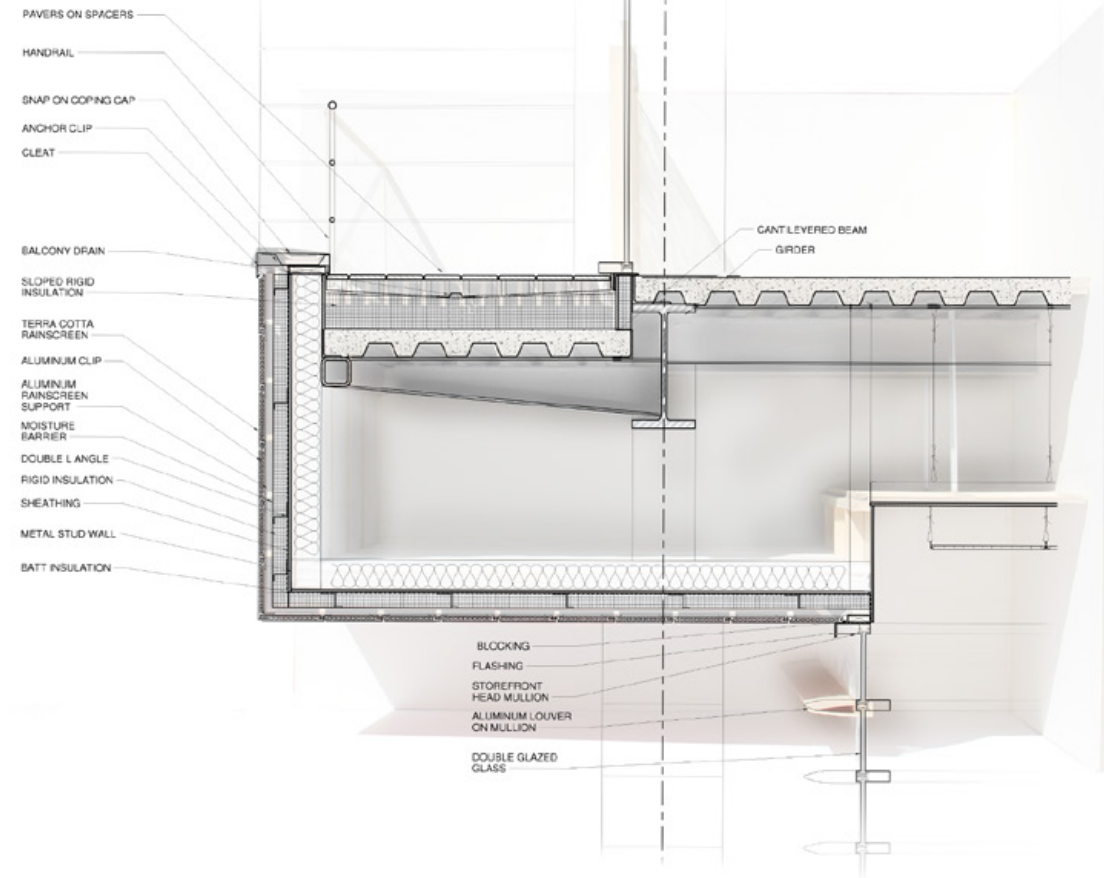 PAVERS ON SPACERS
HANDRAIL
SNAP ON COPING CAP
ANCHOR CLIP
CLEAT
BALCONY DRAIN
SLOPED RIGID
INSULATION
TERRA COTTA
RAINSCREEN
ALUMINUM CLIP
ALUMINUM
RAINSCREEN
SUPPORT
MOISTURE
BARRIER
DOUBLE L ANGLE
RIGID INSULATION
SHEATHING
METAL STUD WALL
BATT INSULATION
CANTILEVERED BEAM
GIRDER
BLOCKING
FLASHING
STOREFRONT
HEAD MULLION
ALUMINUM LOUVER
ON MULLION
DOUBLE GLAZED
GLASS